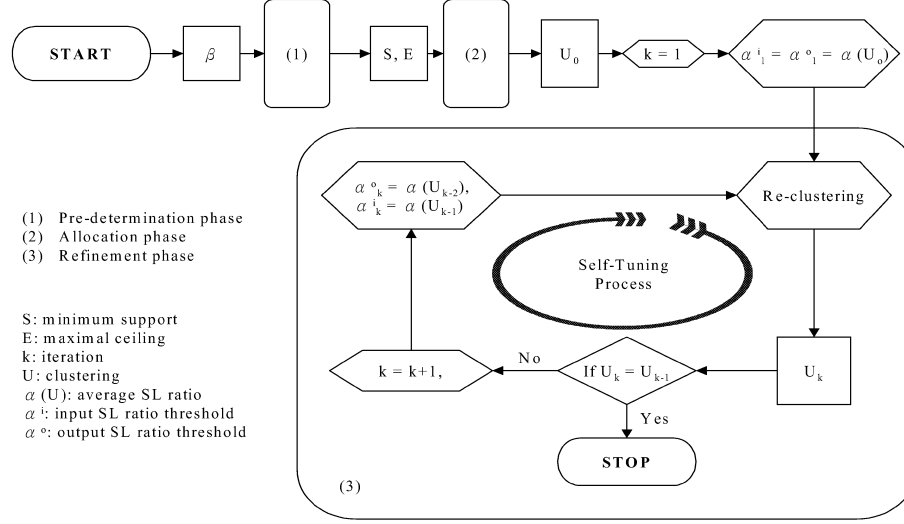 START
β
(1)
S, E
(2)
U₀
k = 1
α ⁱ₁ = α ᵒ₁ = α (Uₒ)
α ᵒₖ = α (Uₖ₋₂),
α ⁱₖ = α (Uₖ₋₁)
Re-clustering
(1) Pre-determination phase
(2) Allocation phase
(3) Refinement phase
Self-Tuning
Process
S: minimum support
E: maximal ceiling
k: iteration
U: clustering
α (U): average SL ratio
α ⁱ: input SL ratio threshold
α ᵒ: output SL ratio threshold
k = k+1,
No
If Uₖ = Uₖ₋₁
Uₖ
Yes
STOP
(3)